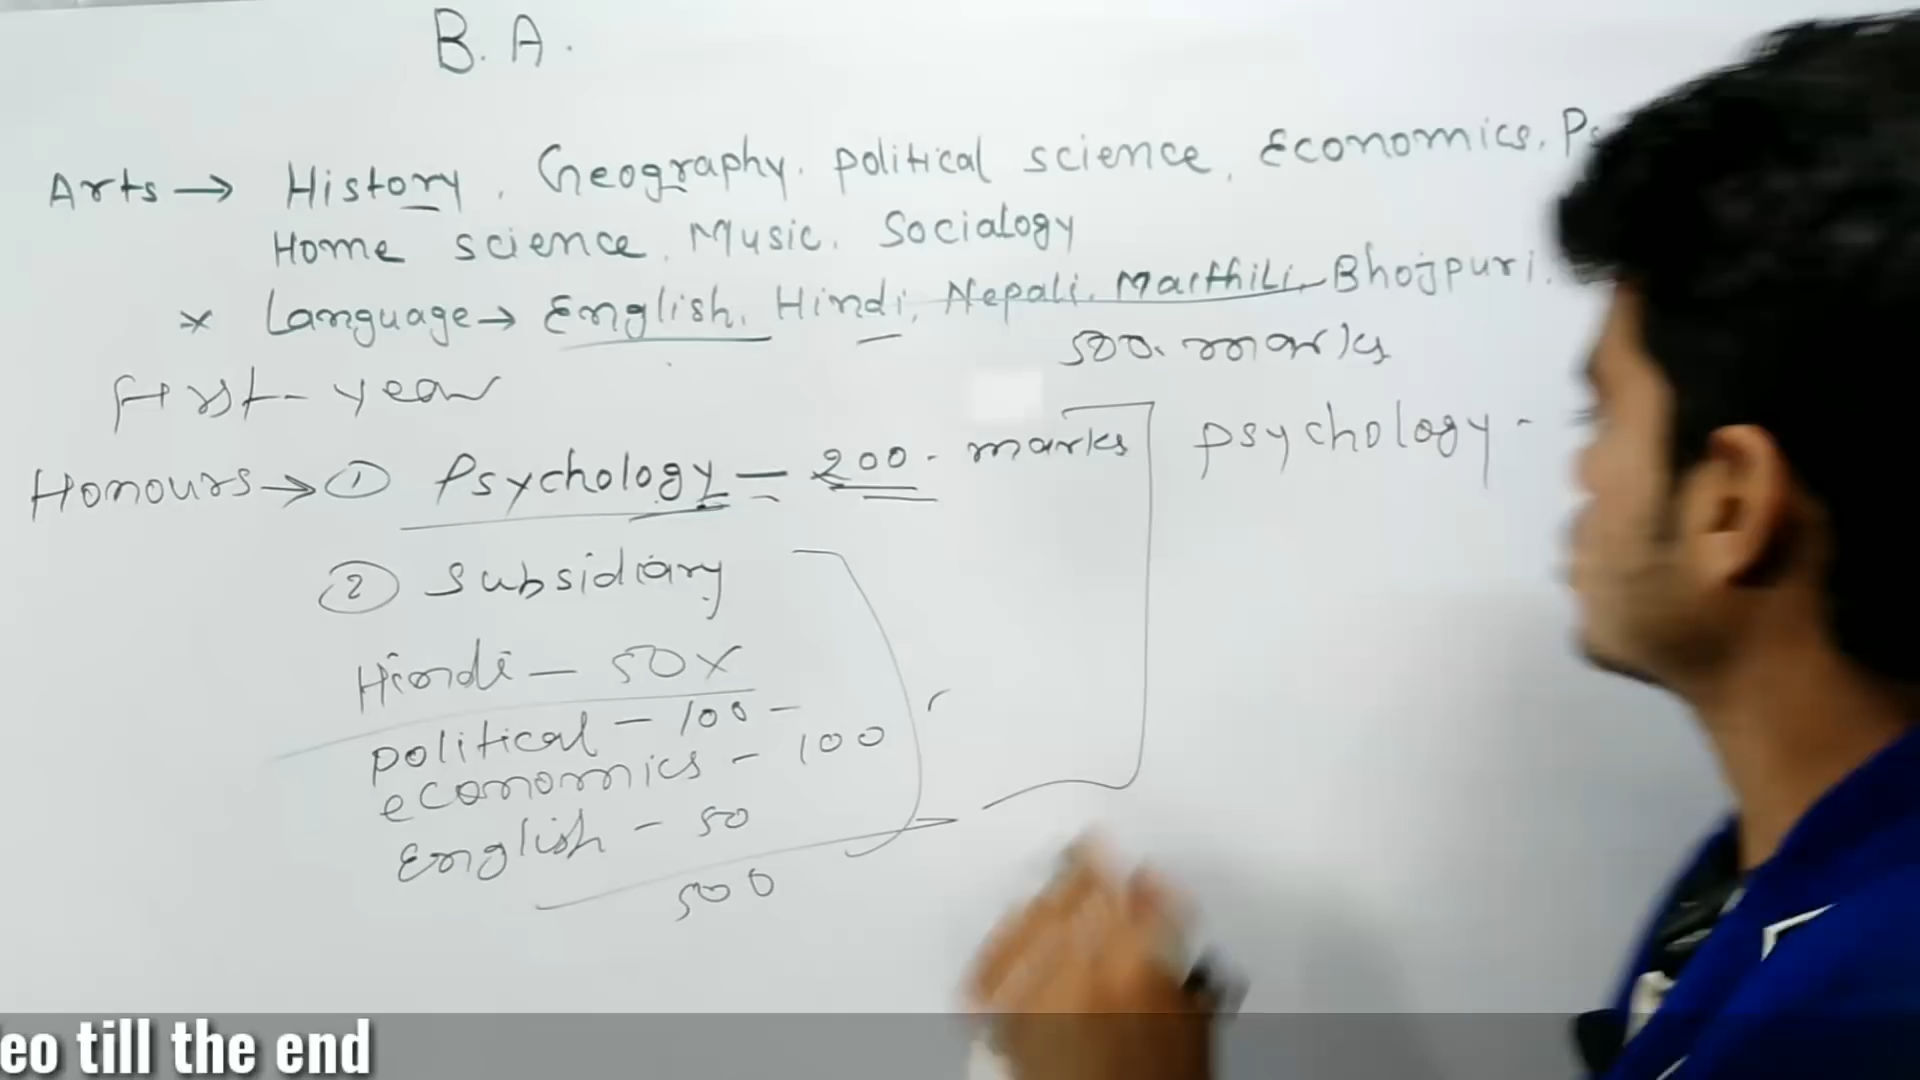 B. A.
Arts → History, Geography, political science, Economics, Ps
Home science, Music, Socialogy
* Language → English, Hindi, Nepali, Maithili, Bhojpuri,
500. marks
First-year
Honours → ① Psychology - 200 - marks
psychology -
② Subsidiary
Hindi - 50 x
political - 100 -
economics - 100
English - 50
500
eo till the end